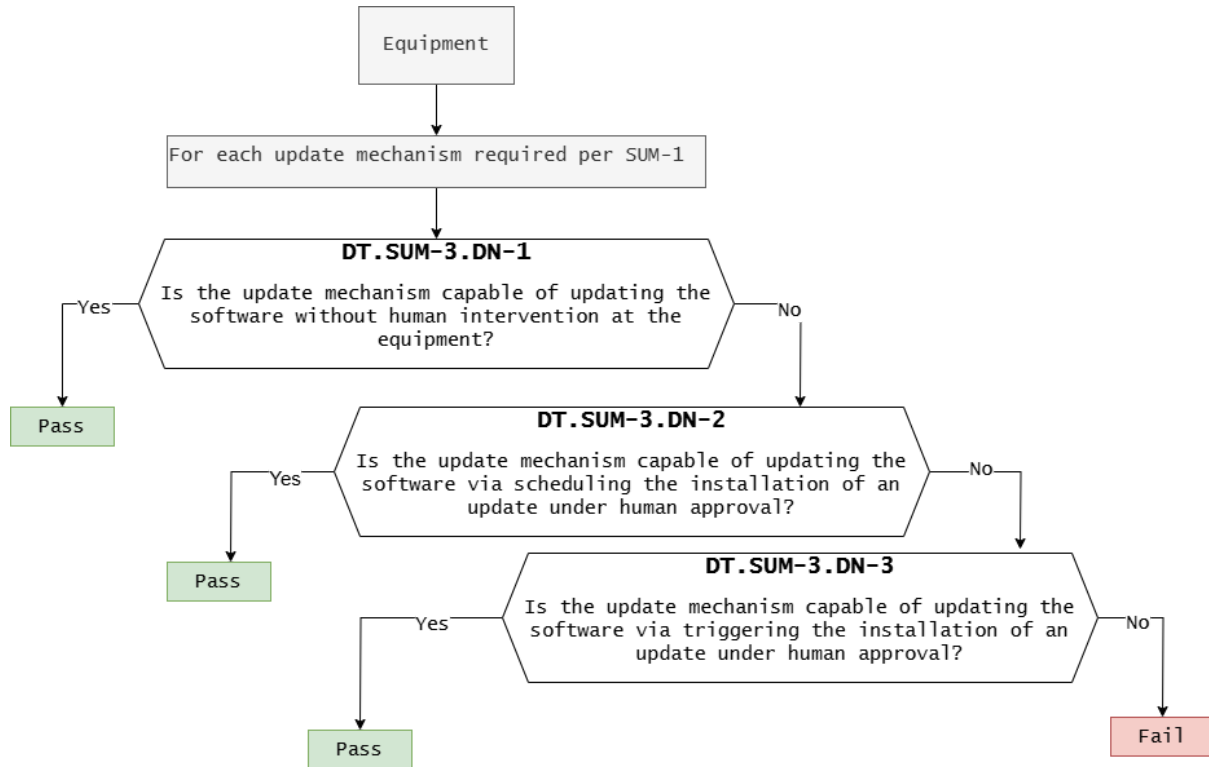 Equipment
For each update mechanism required per SUM-1
DT.SUM-3.DN-1
Is the update mechanism capable of updating the
software without human intervention at the
equipment?
Yes
No
Pass
DT.SUM-3.DN-2
Is the update mechanism capable of updating the
software via scheduling the installation of an
update under human approval?
Yes
No
Pass
DT.SUM-3.DN-3
Is the update mechanism capable of updating the
software via triggering the installation of an
update under human approval?
Yes
No
Pass
Fail